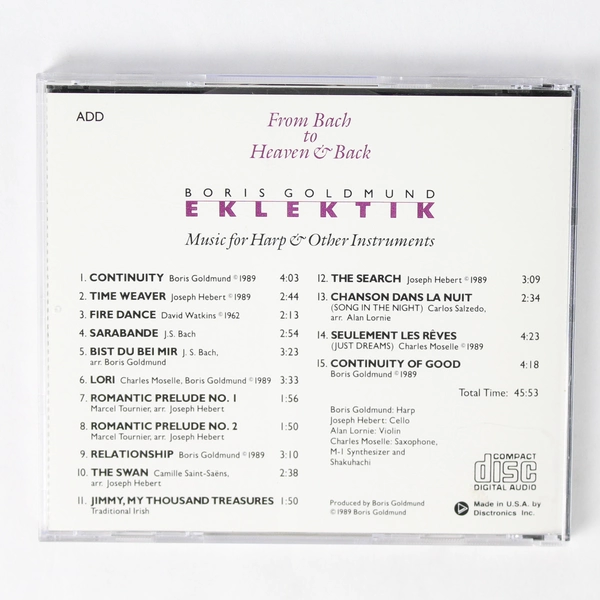 ADD
From Bach
to
Heaven & Back
BORIS GOLDMUND
EKLEKTIK
Music for Harp & Other Instruments
1. CONTINUITY Boris Goldmund ©1989 4:03
2. TIME WEAVER Joseph Hebert ©1989 2:44
3. FIRE DANCE David Watkins ©1962 2:13
4. SARABANDE J.S. Bach 2:54
5. BIST DU BEI MIR J.S. Bach, 3:23
arr. Boris Goldmund
6. LORI Charles Moselle, Boris Goldmund ©1989 3:33
7. ROMANTIC PRELUDE NO. 1 1:56
Marcel Tournier, arr. Joseph Hebert
8. ROMANTIC PRELUDE NO. 2 1:50
Marcel Tournier, arr. Joseph Hebert
9. RELATIONSHIP Boris Goldmund ©1989 3:10
10. THE SWAN Camille Saint-Saëns, 2:38
arr. Joseph Hebert
11. JIMMY, MY THOUSAND TREASURES 1:50
Traditional Irish
12. THE SEARCH Joseph Hebert ©1989 3:09
13. CHANSON DANS LA NUIT 2:34
(SONG IN THE NIGHT) Carlos Salzedo,
arr. Alan Lornie
14. SEULEMENT LES RÊVES 4:23
(JUST DREAMS) Charles Moselle ©1989
15. CONTINUITY OF GOOD 4:18
Boris Goldmund ©1989
Total Time: 45:53
Boris Goldmund: Harp
Joseph Hebert: Cello
Alan Lornie: Violin
Charles Moselle: Saxophone,
M-1 Synthesizer and
Shakuhachi
Produced by Boris Goldmund
©1989 Boris Goldmund
COMPACT
disc
DIGITAL AUDIO
Made in U.S.A. by
Disctronics Inc.